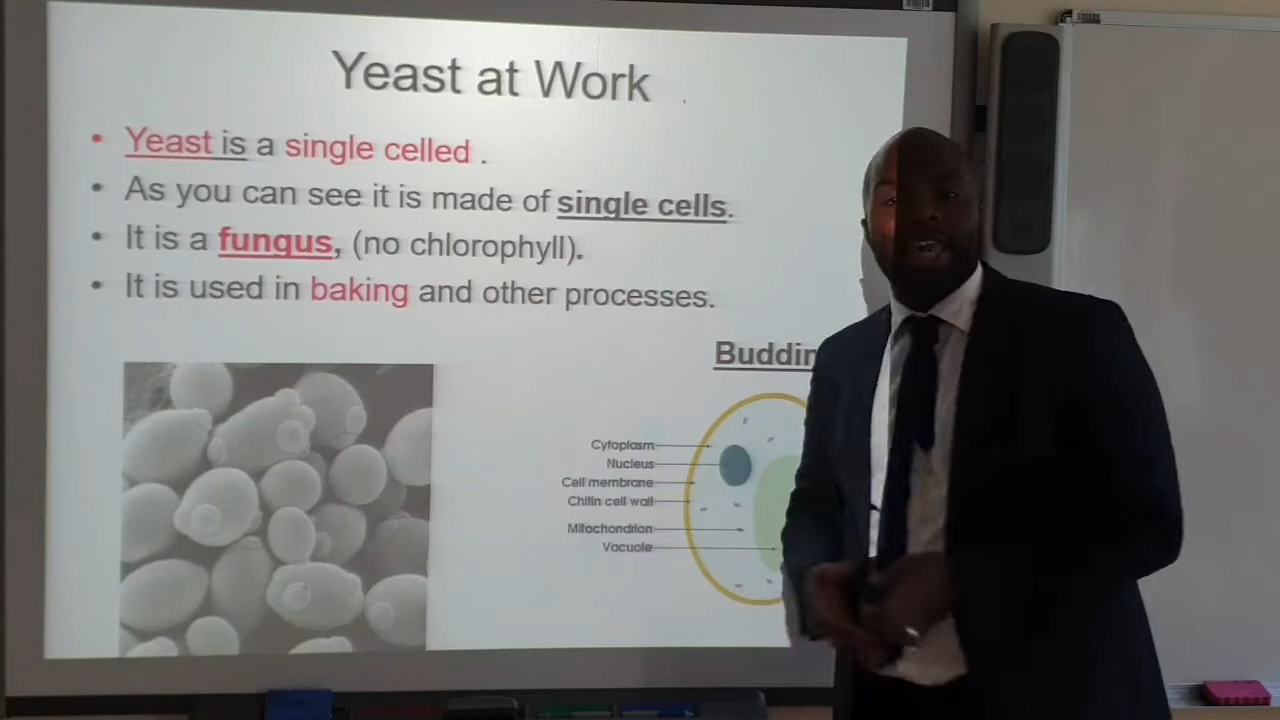 Yeast at Work
• Yeast is a single celled .
• As you can see it is made of single cells.
• It is a fungus, (no chlorophyll).
• It is used in baking and other processes.
Buddin
Cytoplasm
Nucleus
Cell membrane
Chitin cell wall
Mitochondrion
Vacuole